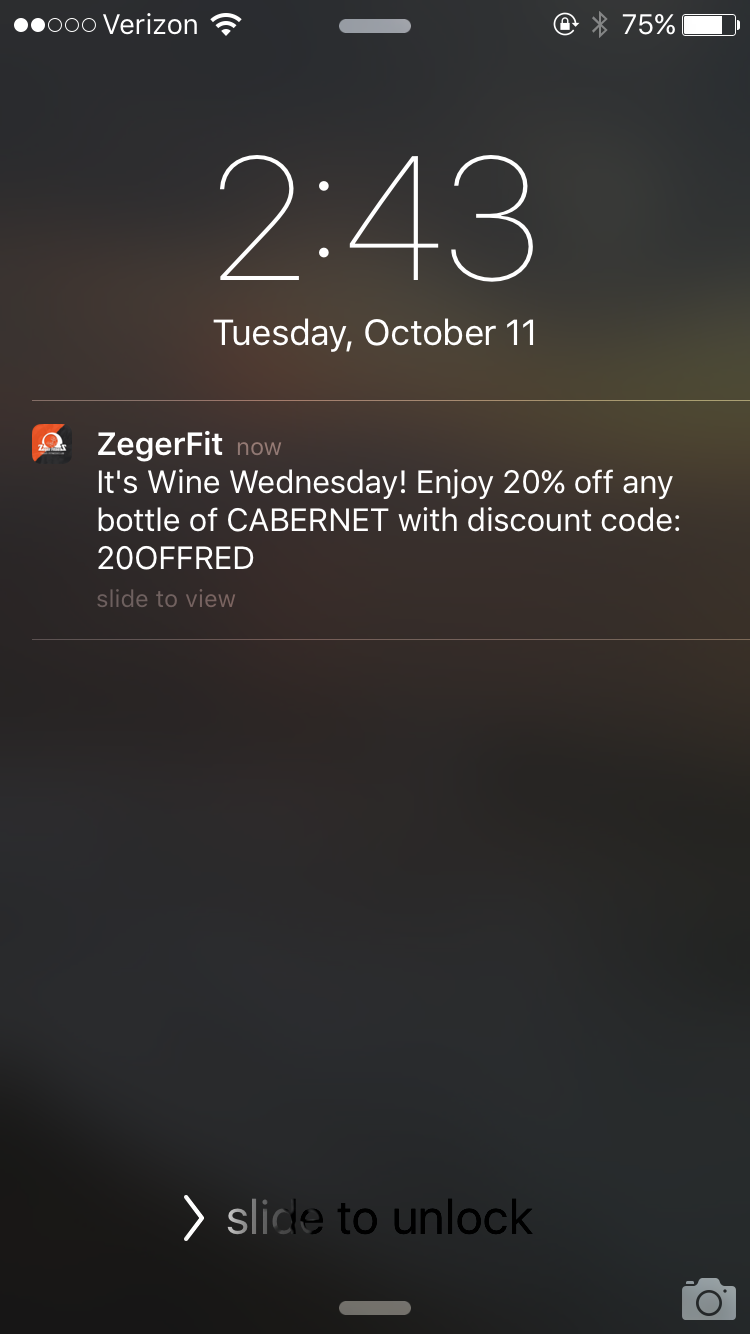 Verizon 75%
2:43
Tuesday, October 11
ZegerFit now
It's Wine Wednesday! Enjoy 20% off any
bottle of CABERNET with discount code:
20OFFRED
slide to view
slide to unlock